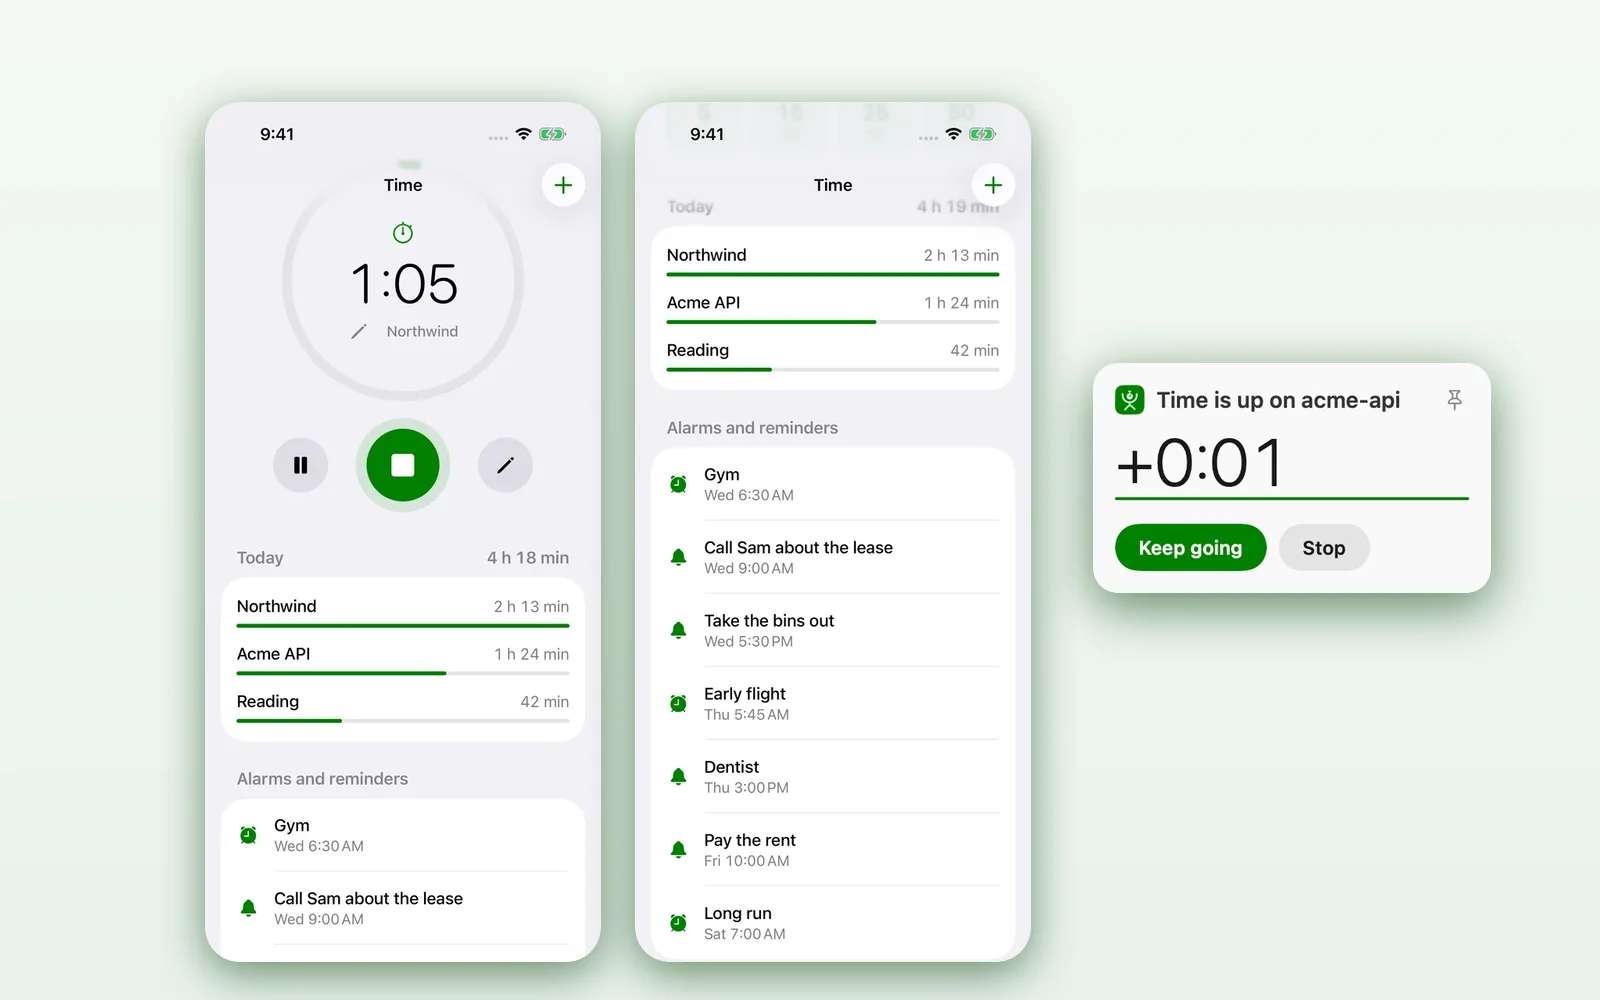 9:41
Time
1:05
Northwind
Today 4 h 18 min
Northwind 2 h 13 min
Acme API 1 h 24 min
Reading 42 min
Alarms and reminders
Gym
Wed 6:30 AM
Call Sam about the lease
Wed 9:00 AM
5 15 25 50
9:41
Time
Today 4 h 19 min
Northwind 2 h 13 min
Acme API 1 h 24 min
Reading 42 min
Alarms and reminders
Gym
Wed 6:30 AM
Call Sam about the lease
Wed 9:00 AM
Take the bins out
Wed 5:30 PM
Early flight
Thu 5:45 AM
Dentist
Thu 3:00 PM
Pay the rent
Fri 10:00 AM
Long run
Sat 7:00 AM
Time is up on acme-api
+0:01
Keep going Stop